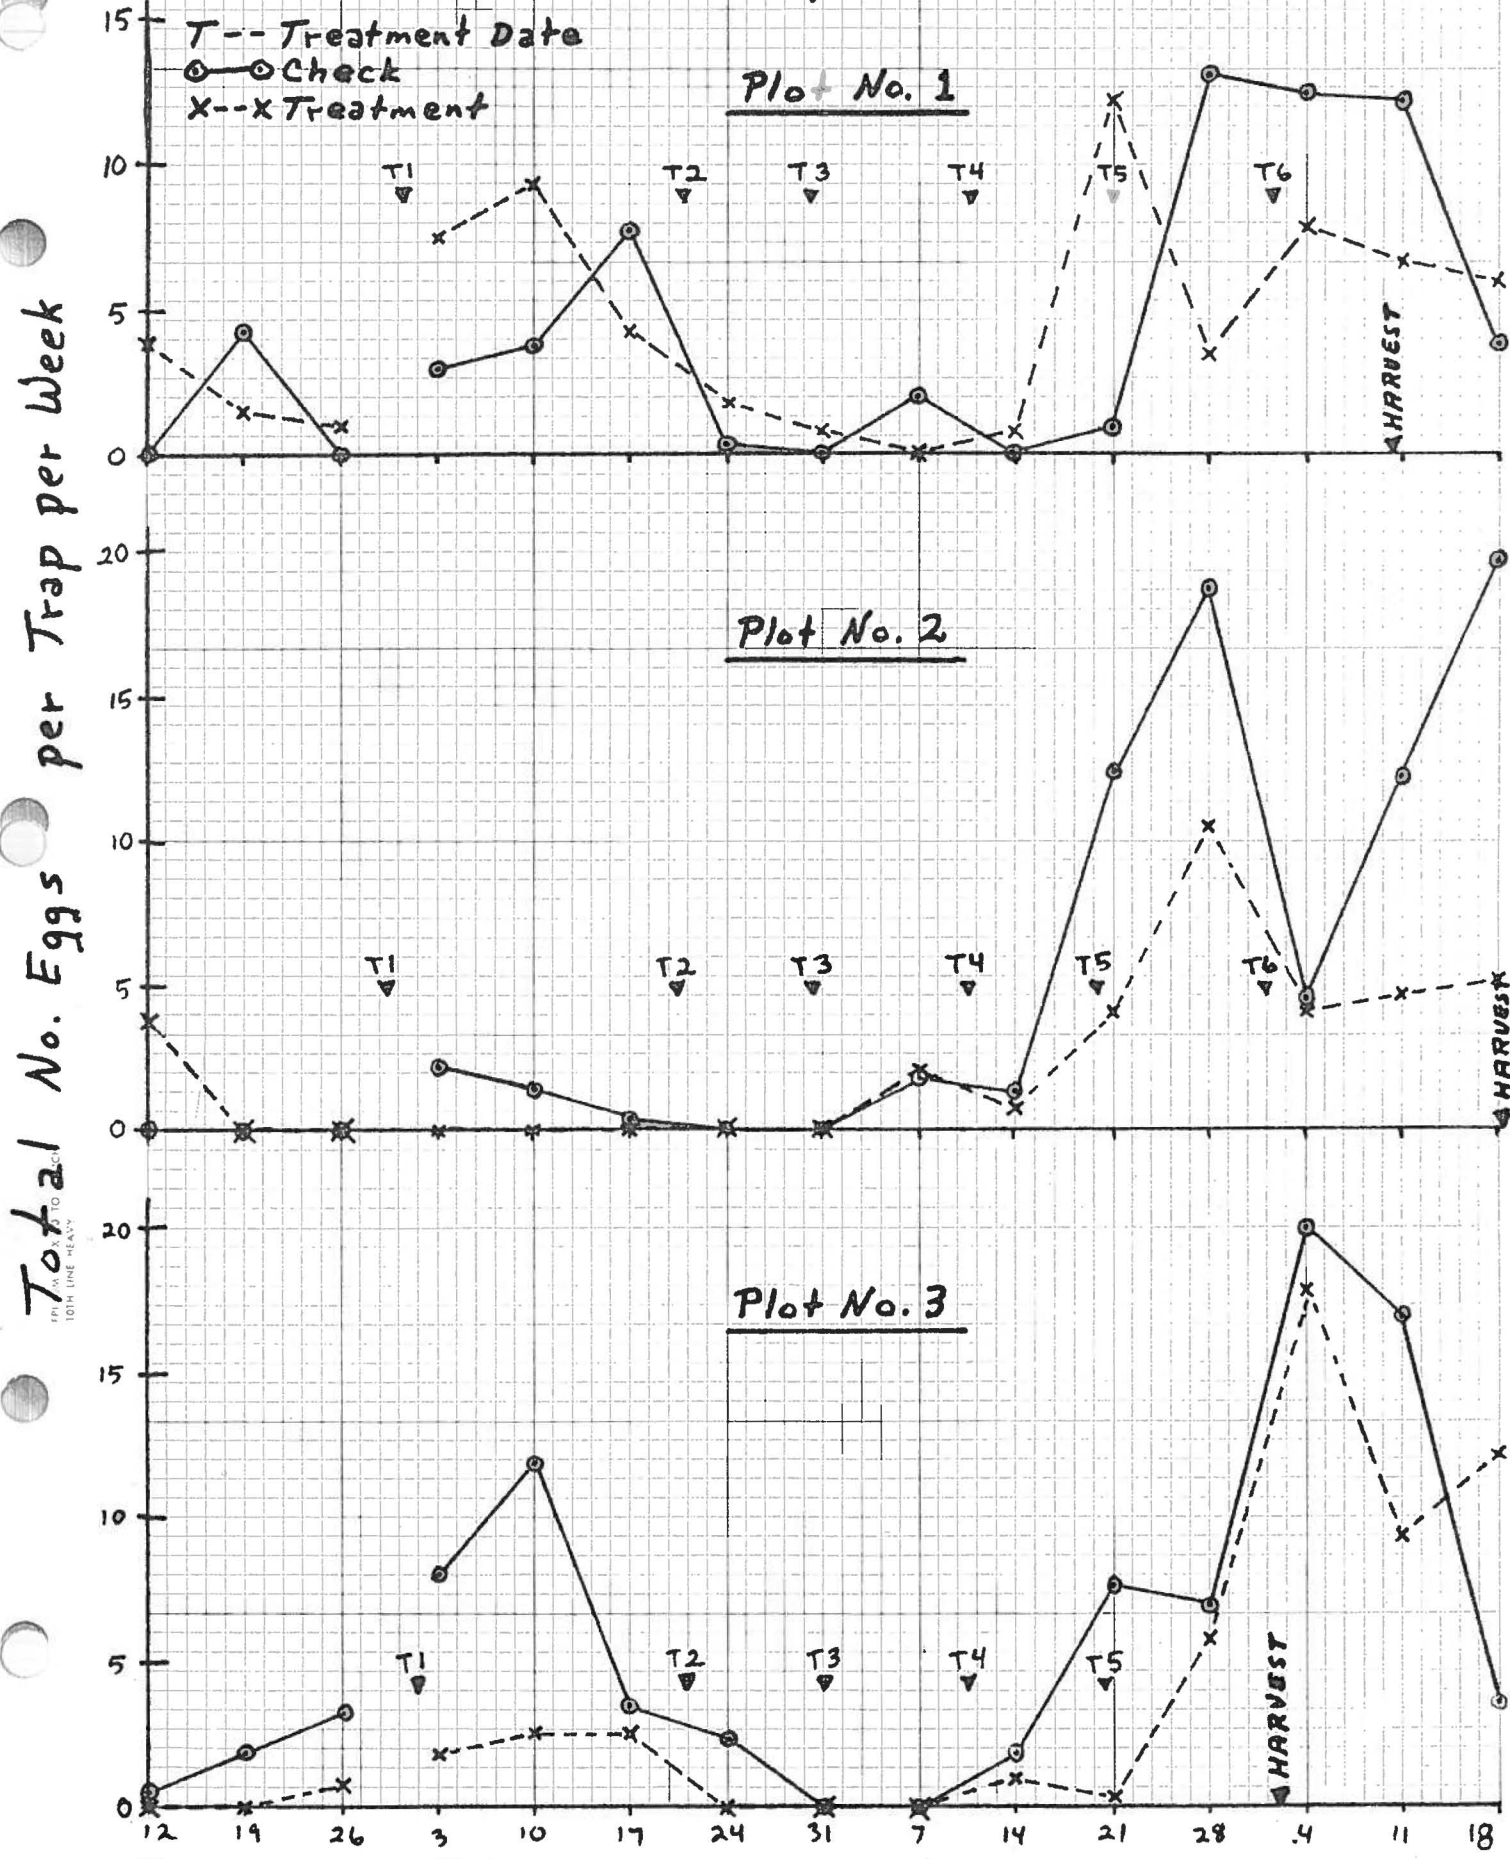 15
T -- Treatment Date
Check
X--X Treatment
Plot No. 1
10
T1 T2 T3 T4 T5 T6
5
HARVEST
0
Total No. Eggs per Trap per Week
20
Plot No. 2
15
10
T1 T2 T3 T4 T5 T6
5
HARVEST
0
10TH LINE HEAVY
20
Plot No. 3
15
10
T1 T2 T3 T4 T5
5
HARVEST
0
12 19 26 3 10 17 24 31 7 14 21 28 4 11 18